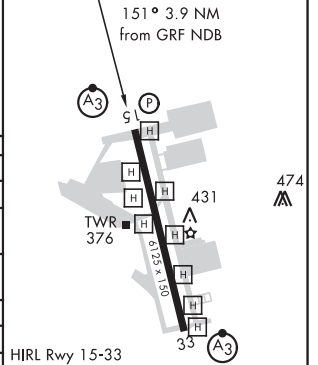 151° 3.9 NM
from GRF NDB
A3
P
15
H
H
H
H
H
431
474
TWR
376
H
6125 x 150
H
H
H
33
A3
HIRL Rwy 15-33